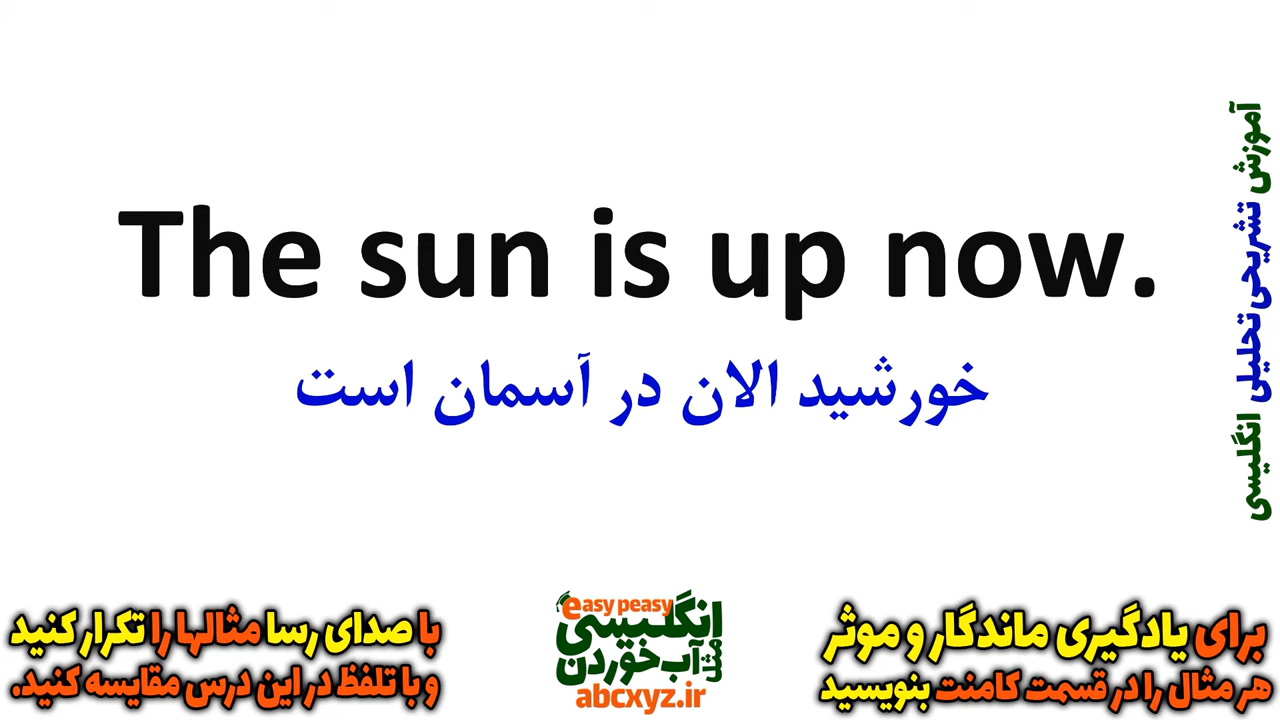 The sun is up now.
خورشید الان در آسمان است
آموزش تشریحی تحلیلی انگلیسی
برای یادگیری ماندگار و موثر
هر مثال را در قسمت کامنت بنویسید
easy peasy
انگلیسی
مثل آب خوردن
abcxyz.ir
با صدای رسا مثالها را تکرار کنید
و با تلفظ در این درس مقایسه کنید.